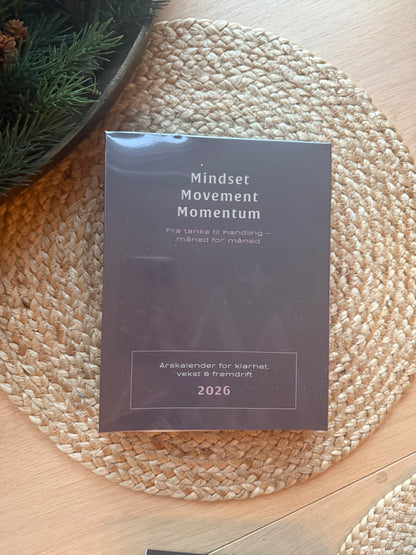 Mindset
Movement
Momentum
Fra tanke til handling –
måned for måned
Årskalender for klarhet,
vekst & fremdrift
2026